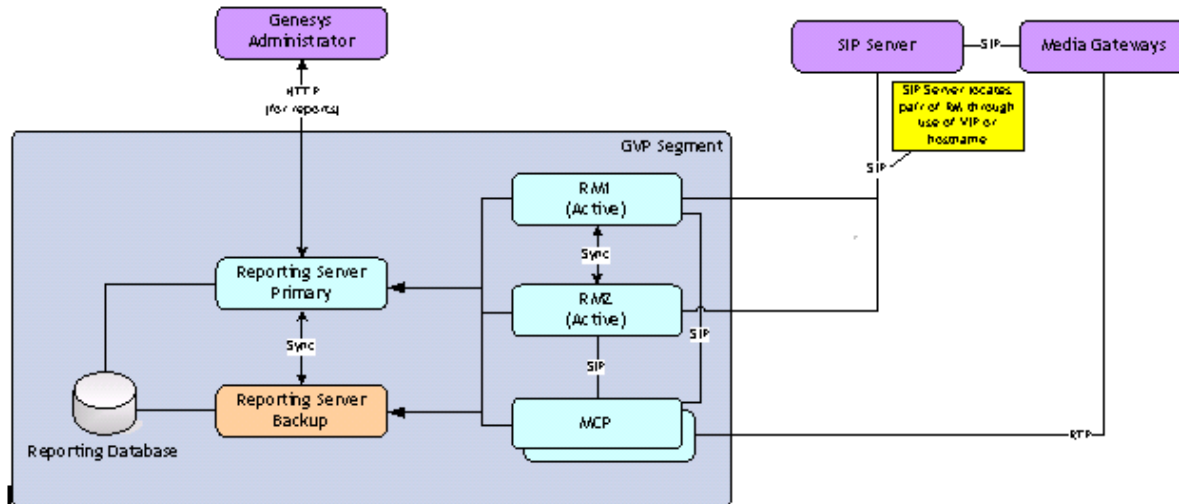 Genesys
Administrator
HTTP
(for reports)
SIP Server
SIP
Media Gateways
SIP Server locates
pair of RM through
use of VIP or
hostname
SIP
GVP Segment
RM1
(Active)
Sync
RM2
(Active)
SIP
SIP
MCP
RTP
Reporting Server
Primary
Sync
Reporting Server
Backup
Reporting Database